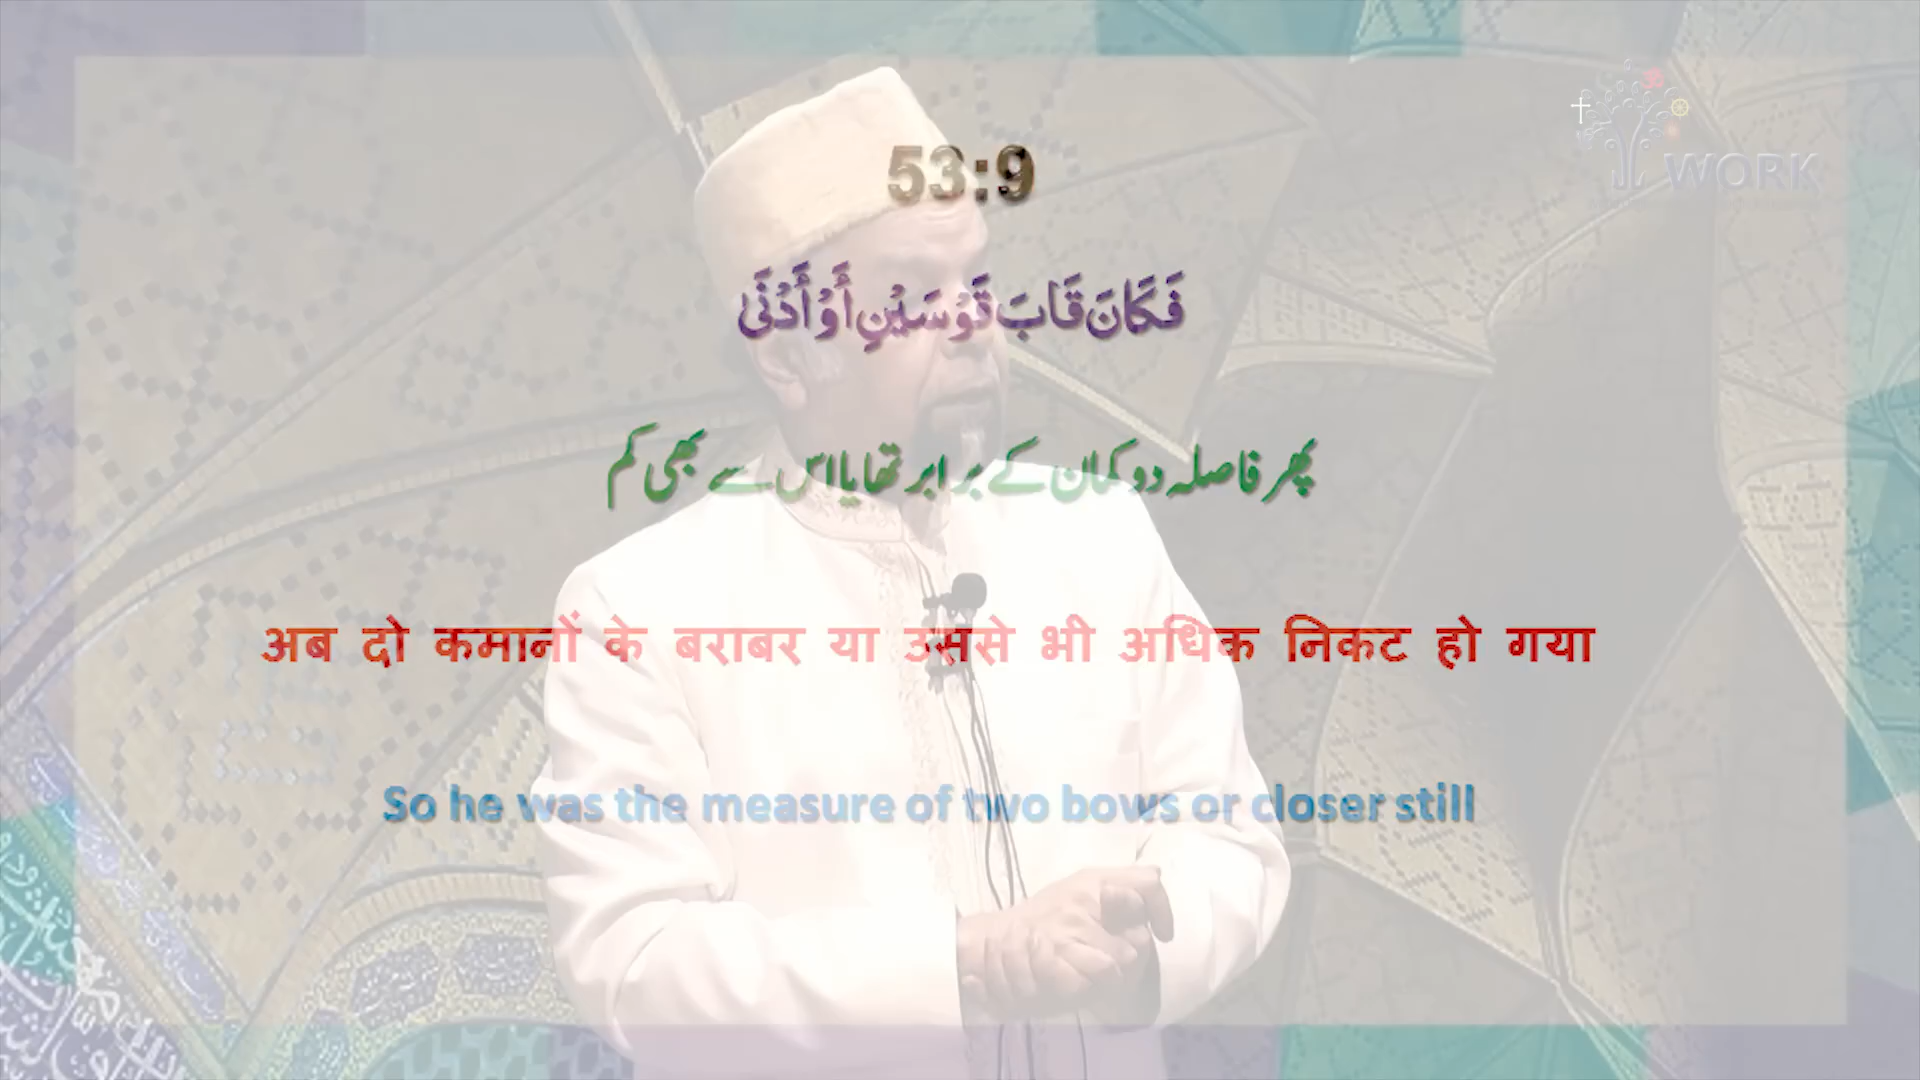 WORK
53:9
فَكَانَ قَابَ قَوْسَيْنِ أَوْ أَدْنَىٰ
پھر فاصلہ دو کمان کے برابر تھا یا اس سے بھی کم
अब दो कमानों के बराबर या उससे भी अधिक निकट हो गया
So he was the measure of two bows or closer still